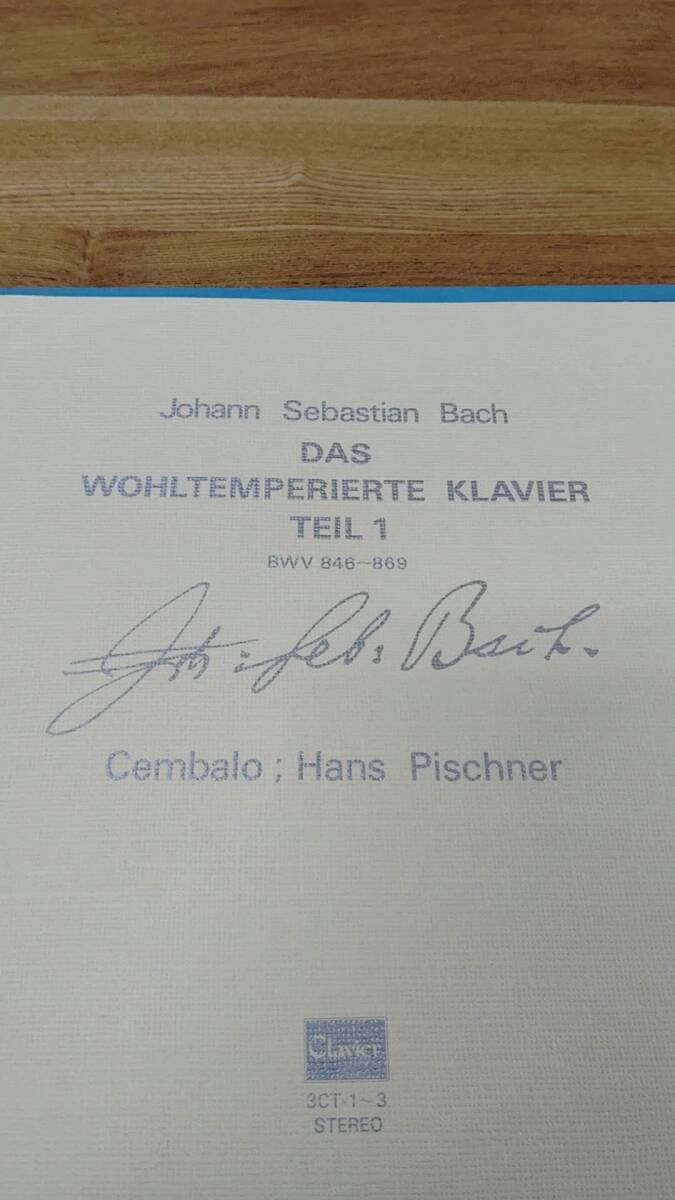 Johann Sebastian Bach
DAS
WOHLTEMPERIERTE KLAVIER
TEIL 1
BWV 846~869
Joh: Seb: Bach.
Cembalo ; Hans Pischner
Clavier
3CT-1~3
STEREO